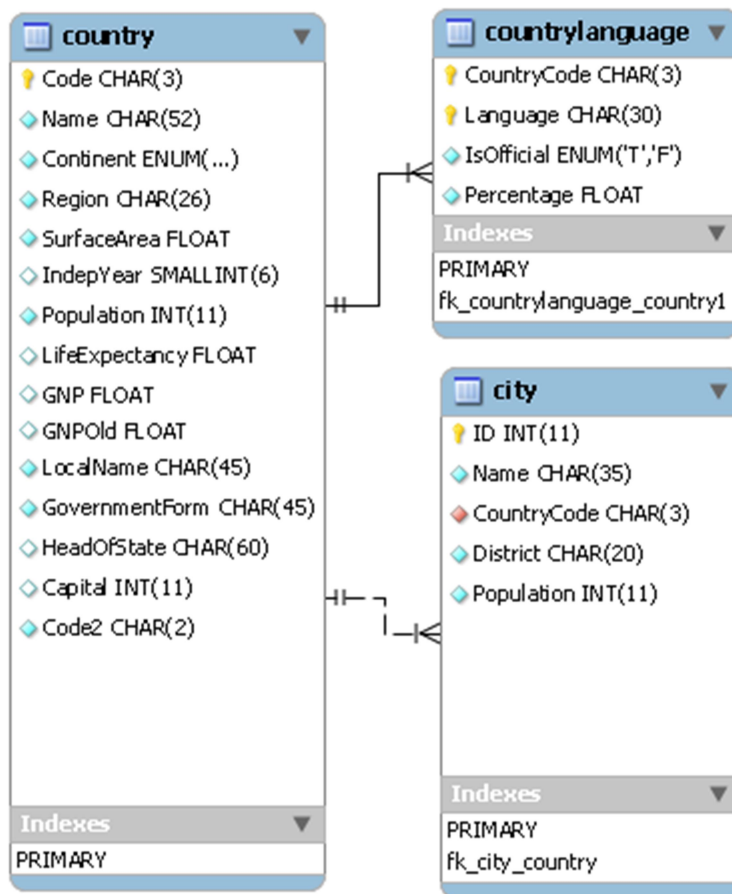 country
Code CHAR(3)
Name CHAR(52)
Continent ENUM(...)
Region CHAR(26)
SurfaceArea FLOAT
IndepYear SMALLINT(6)
Population INT(11)
LifeExpectancy FLOAT
GNP FLOAT
GNPOld FLOAT
LocalName CHAR(45)
GovernmentForm CHAR(45)
HeadOfState CHAR(60)
Capital INT(11)
Code2 CHAR(2)
Indexes
PRIMARY
countrylanguage
CountryCode CHAR(3)
Language CHAR(30)
IsOfficial ENUM('T','F')
Percentage FLOAT
Indexes
PRIMARY
fk_countrylanguage_country1
city
ID INT(11)
Name CHAR(35)
CountryCode CHAR(3)
District CHAR(20)
Population INT(11)
Indexes
PRIMARY
fk_city_country